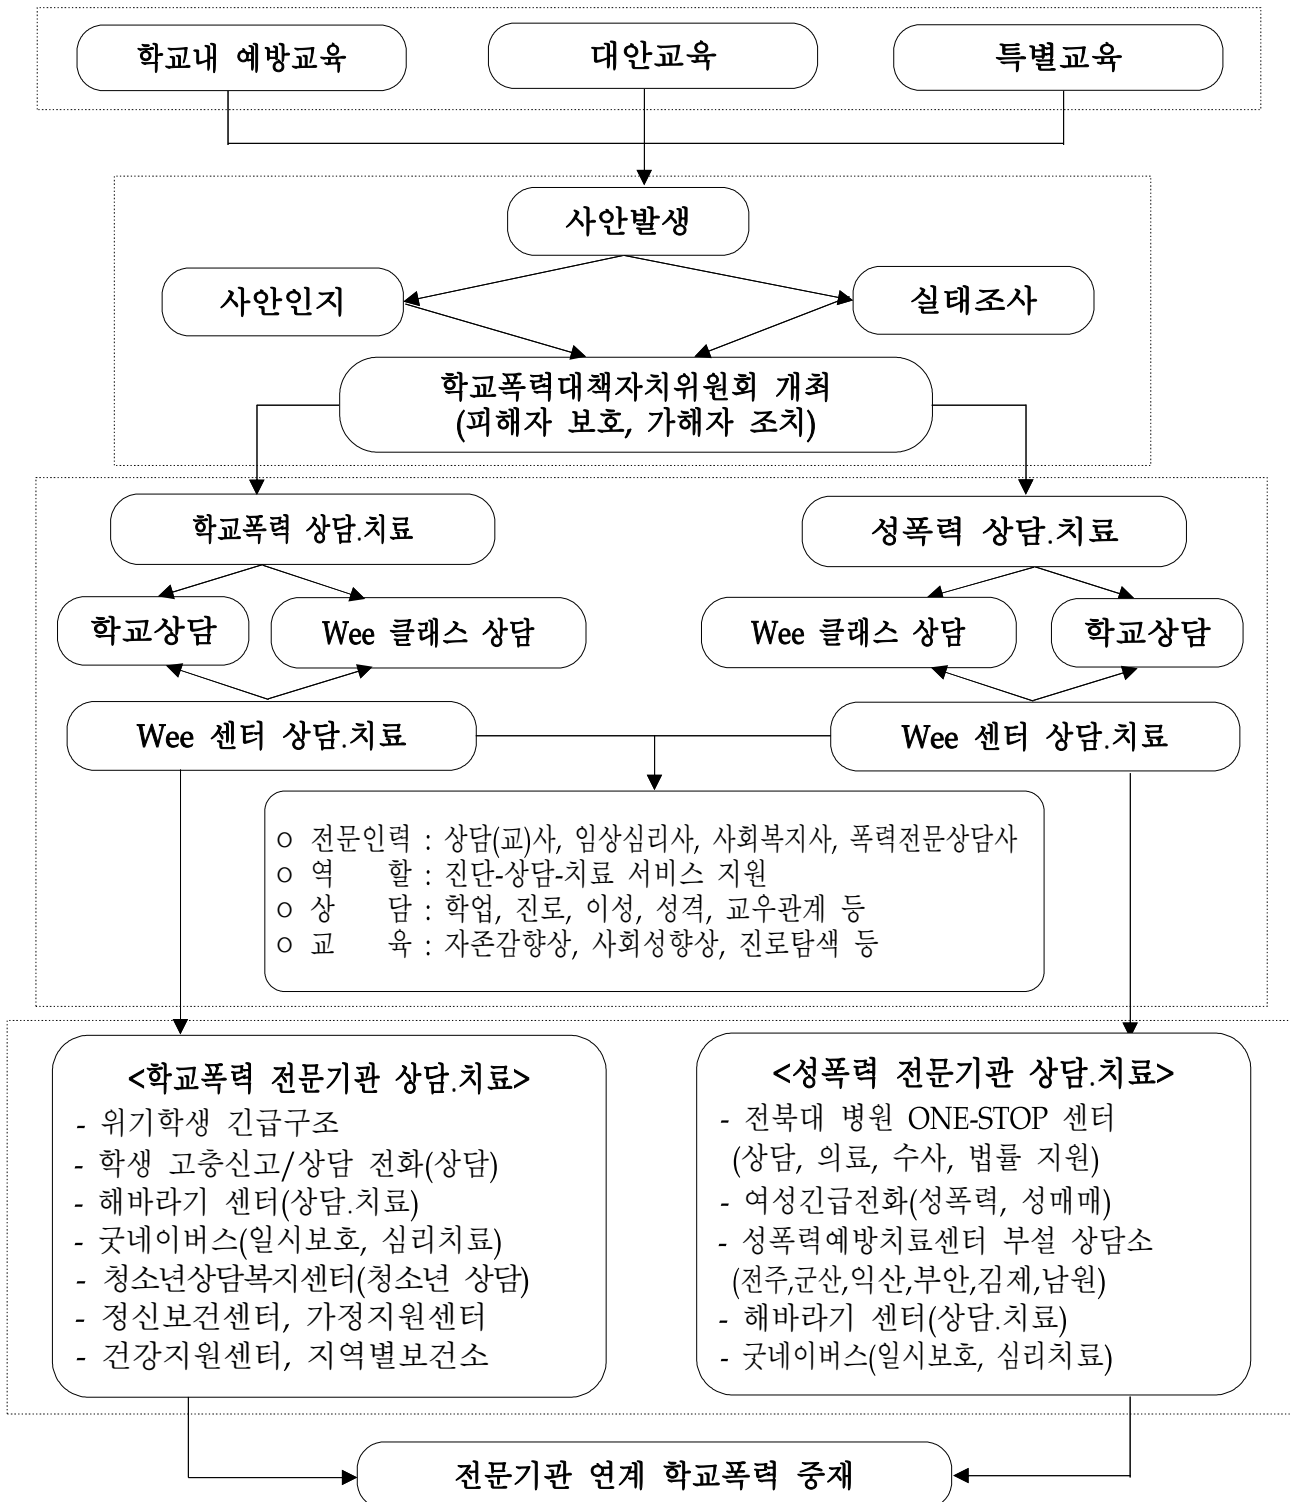 학교내 예방교육
대안교육
특별교육
사안발생
사안인지
실태조사
학교폭력대책자치위원회 개최
(피해자 보호, 가해자 조치)
학교폭력 상담.치료
성폭력 상담.치료
학교상담
Wee 클래스 상담
Wee 클래스 상담
학교상담
Wee 센터 상담.치료
Wee 센터 상담.치료
o 전문인력 : 상담(교)사, 임상심리사, 사회복지사, 폭력전문상담사
o 역 할 : 진단-상담-치료 서비스 지원
o 상 담 : 학업, 진로, 이성, 성격, 교우관계 등
o 교 육 : 자존감향상, 사회성향상, 진로탐색 등
<학교폭력 전문기관 상담.치료>
- 위기학생 긴급구조
- 학생 고충신고/상담 전화(상담)
- 해바라기 센터(상담.치료)
- 굿네이버스(일시보호, 심리치료)
- 청소년상담복지센터(청소년 상담)
- 정신보건센터, 가정지원센터
- 건강지원센터, 지역별보건소
<성폭력 전문기관 상담.치료>
- 전북대 병원 ONE-STOP 센터
(상담, 의료, 수사, 법률 지원)
- 여성긴급전화(성폭력, 성매매)
- 성폭력예방치료센터 부설 상담소
(전주,군산,익산,부안,김제,남원)
- 해바라기 센터(상담.치료)
- 굿네이버스(일시보호, 심리치료)
전문기관 연계 학교폭력 중재